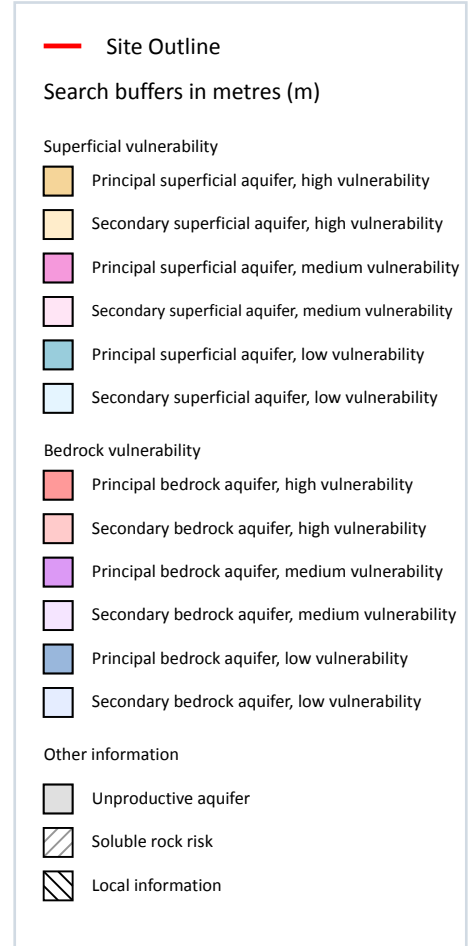 Site Outline
Search buffers in metres (m)
Superficial vulnerability
Principal superficial aquifer, high vulnerability
Secondary superficial aquifer, high vulnerability
Principal superficial aquifer, medium vulnerability
Secondary superficial aquifer, medium vulnerability
Principal superficial aquifer, low vulnerability
Secondary superficial aquifer, low vulnerability
Bedrock vulnerability
Principal bedrock aquifer, high vulnerability
Secondary bedrock aquifer, high vulnerability
Principal bedrock aquifer, medium vulnerability
Secondary bedrock aquifer, medium vulnerability
Principal bedrock aquifer, low vulnerability
Secondary bedrock aquifer, low vulnerability
Other information
Unproductive aquifer
Soluble rock risk
Local information